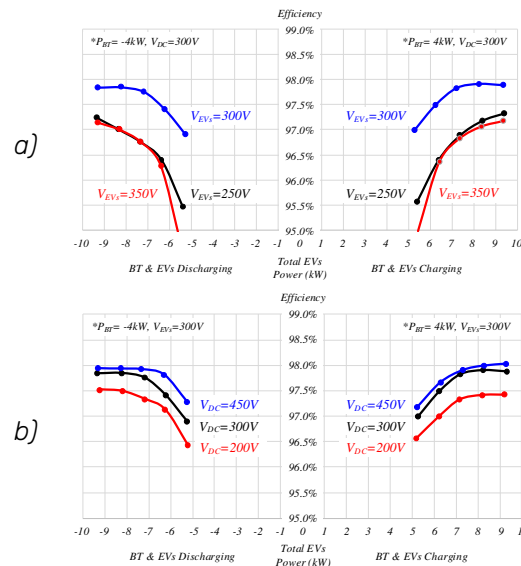 Efficiency
*P_BT= -4kW, V_DC=300V
99.0%
*P_BT= 4kW, V_DC=300V
98.5%
98.0%
97.5%
V_EVs=300V
V_EVs=300V
97.0%
a)
96.5%
96.0%
V_EVs=350V
V_EVs=250V
95.5%
V_EVs=250V
V_EVs=350V
95.0%
-10 -9 -8 -7 -6 -5 -4 -3 -2 -1 0 1 2 3 4 5 6 7 8 9 10
BT & EVs Discharging
Total EVs
Power (kW)
BT & EVs Charging
Efficiency
*P_BT= -4kW, V_EVs=300V
99.0%
*P_BT= 4kW, V_EVs=300V
98.5%
98.0%
97.5%
V_DC=450V
V_DC=450V
97.0%
V_DC=300V
V_DC=300V
b)
96.5%
V_DC=200V
V_DC=200V
96.0%
95.5%
95.0%
-10 -9 -8 -7 -6 -5 -4 -3 -2 -1 0 1 2 3 4 5 6 7 8 9 1
BT & EVs Discharging
Total EVs
Power (kW)
BT & EVs Charging